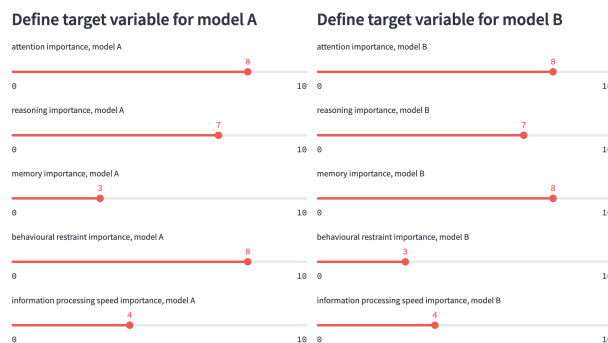 Define target variable for model A
attention importance, model A
8
0 10
reasoning importance, model A
7
0 10
memory importance, model A
3
0 10
behavioural restraint importance, model A
8
0 10
information processing speed importance, model A
4
0 10
Define target variable for model B
attention importance, model B
8
0
reasoning importance, model B
7
0
memory importance, model B
8
0
behavioural restraint importance, model B
3
0
information processing speed importance, model B
4
0